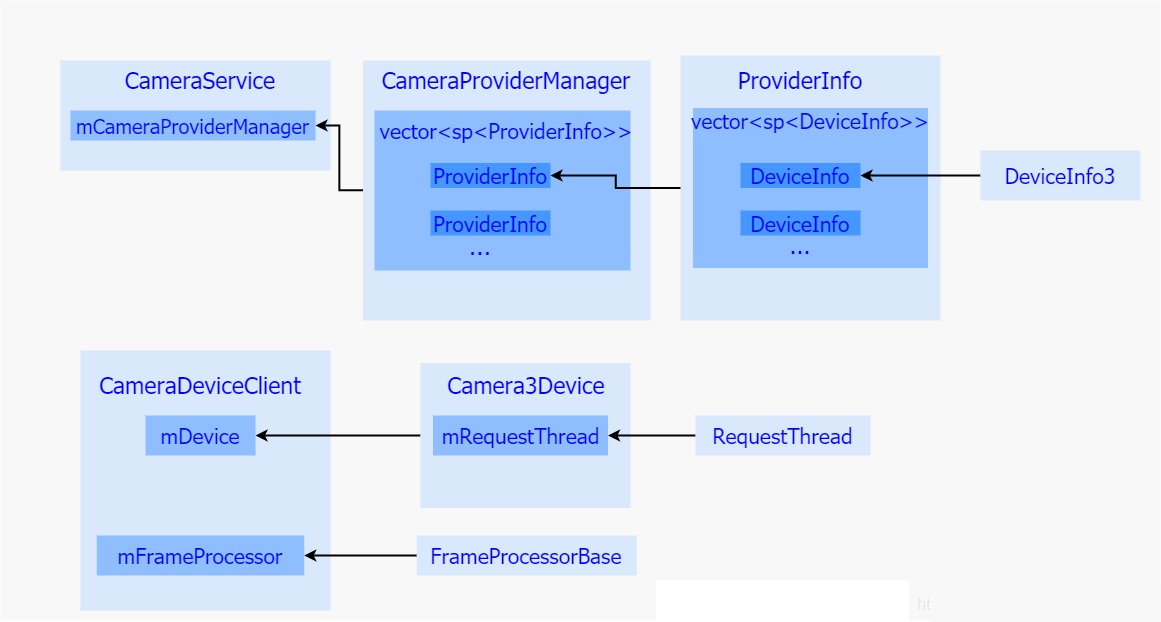 CameraService
mCameraProviderManager
CameraProviderManager
vector<sp<ProviderInfo>>
ProviderInfo
ProviderInfo
...
ProviderInfo
vector<sp<DeviceInfo>>
DeviceInfo
DeviceInfo
...
DeviceInfo3
CameraDeviceClient
mDevice
mFrameProcessor
Camera3Device
mRequestThread
RequestThread
FrameProcessorBase
ht